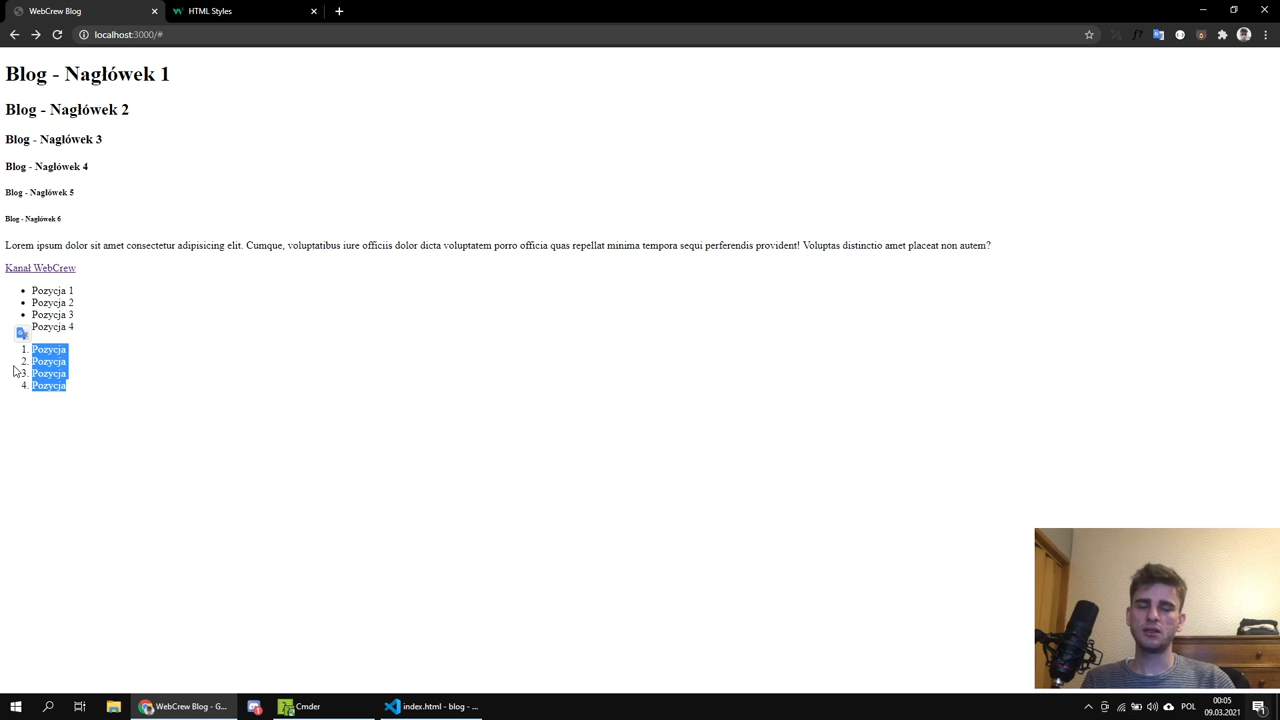 WebCrew Blog
HTML Styles
localhost:3000/#
Blog - Nagłówek 1
Blog - Nagłówek 2
Blog - Nagłówek 3
Blog - Nagłówek 4
Blog - Nagłówek 5
Blog - Nagłówek 6
Lorem ipsum dolor sit amet consectetur adipisicing elit. Cumque, voluptatibus iure officiis dolor dicta voluptatem porro officia quas repellat minima tempora sequi perferendis provident! Voluptas distinctio amet placeat non autem?
Kanał WebCrew
• Pozycja 1
• Pozycja 2
• Pozycja 3
Pozycja 4
1. Pozycja
2. Pozycja
3. Pozycja
4. Pozycja
WebCrew Blog - G...
Cmder
index.html - blog - ...
POL
00:05
09.03.2021